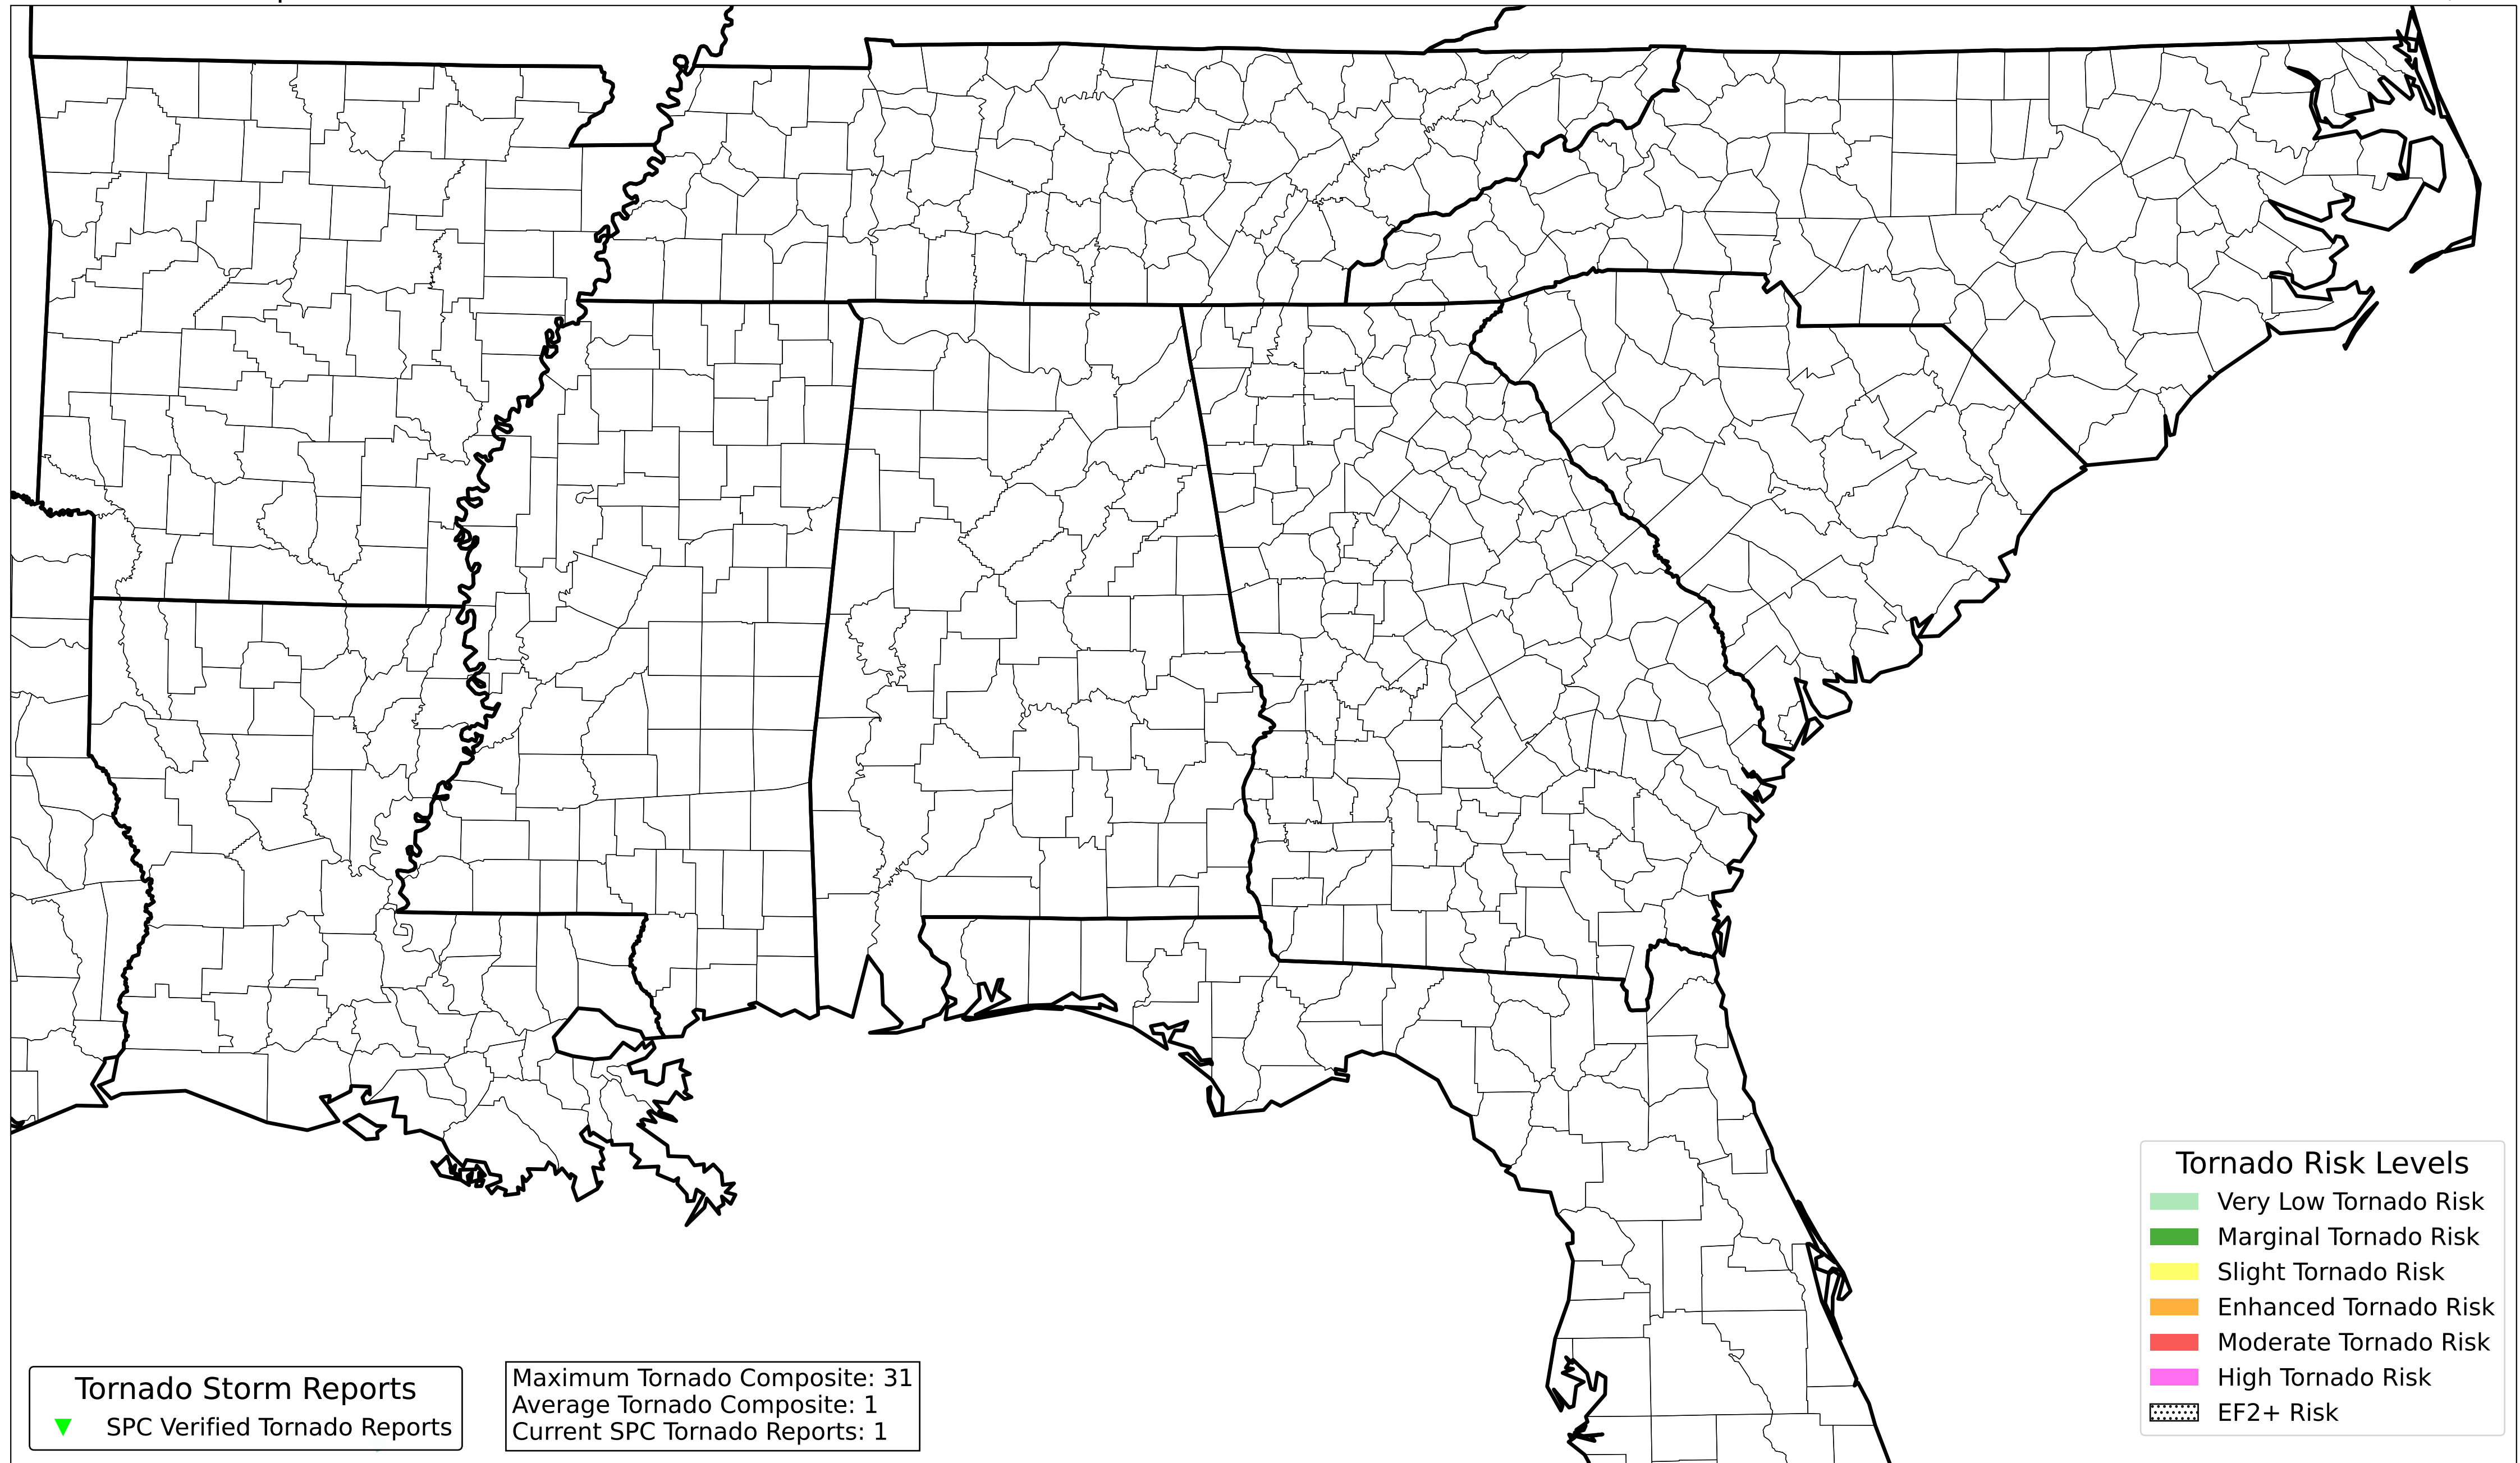 Tornado Risk Levels
Very Low Tornado Risk
Marginal Tornado Risk
Slight Tornado Risk
Enhanced Tornado Risk
Moderate Tornado Risk
High Tornado Risk
EF2+ Risk
Tornado Storm Reports
SPC Verified Tornado Reports
Maximum Tornado Composite: 31
Average Tornado Composite: 1
Current SPC Tornado Reports: 1